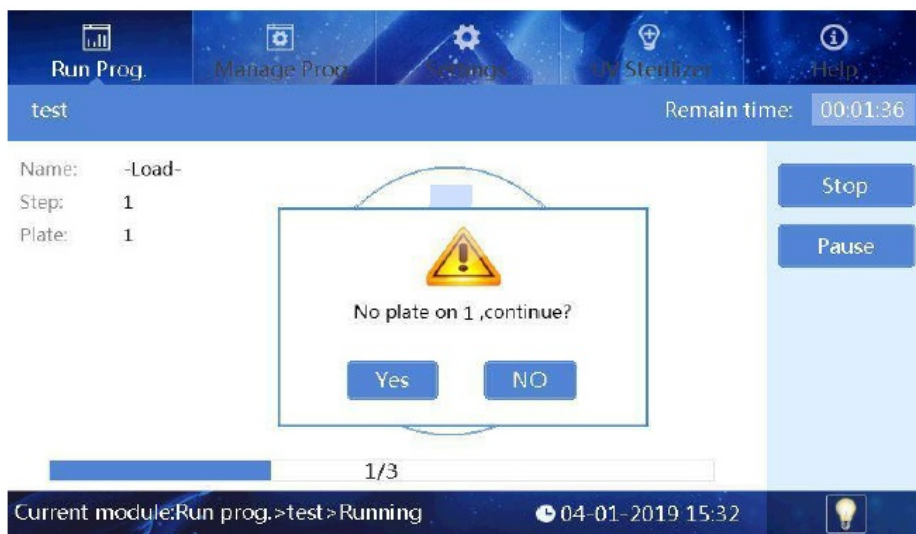 Run Prog. Manage Prog. Settings UV Sterilizer Help
test Remain time: 00:01:36
Name: -Load-
Step: 1
Plate: 1
Stop
Pause
No plate on 1 ,continue?
Yes NO
1/3
Current module:Run prog.>test>Running 04-01-2019 15:32